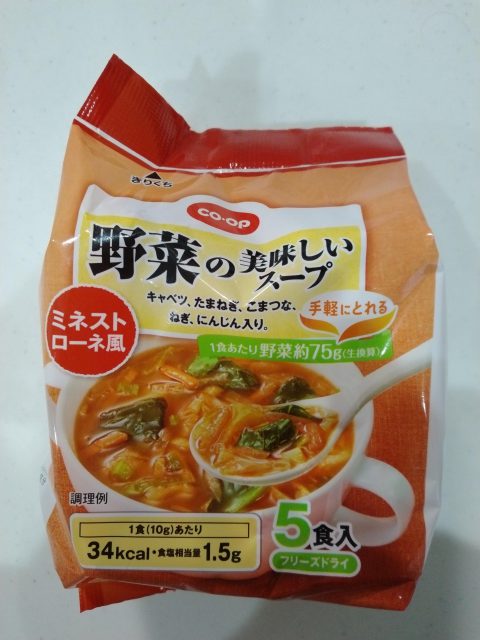 きりくち
CO·OP
野菜の美味しい
スープ
キャベツ、たまねぎ、こまつな、
ねぎ、にんじん入り。
手軽にとれる
1食あたり野菜約75g(生換算)
ミネスト
ローネ風
調理例
1食(10g)あたり
34kcal・食塩相当量1.5g
5食入
フリーズドライ